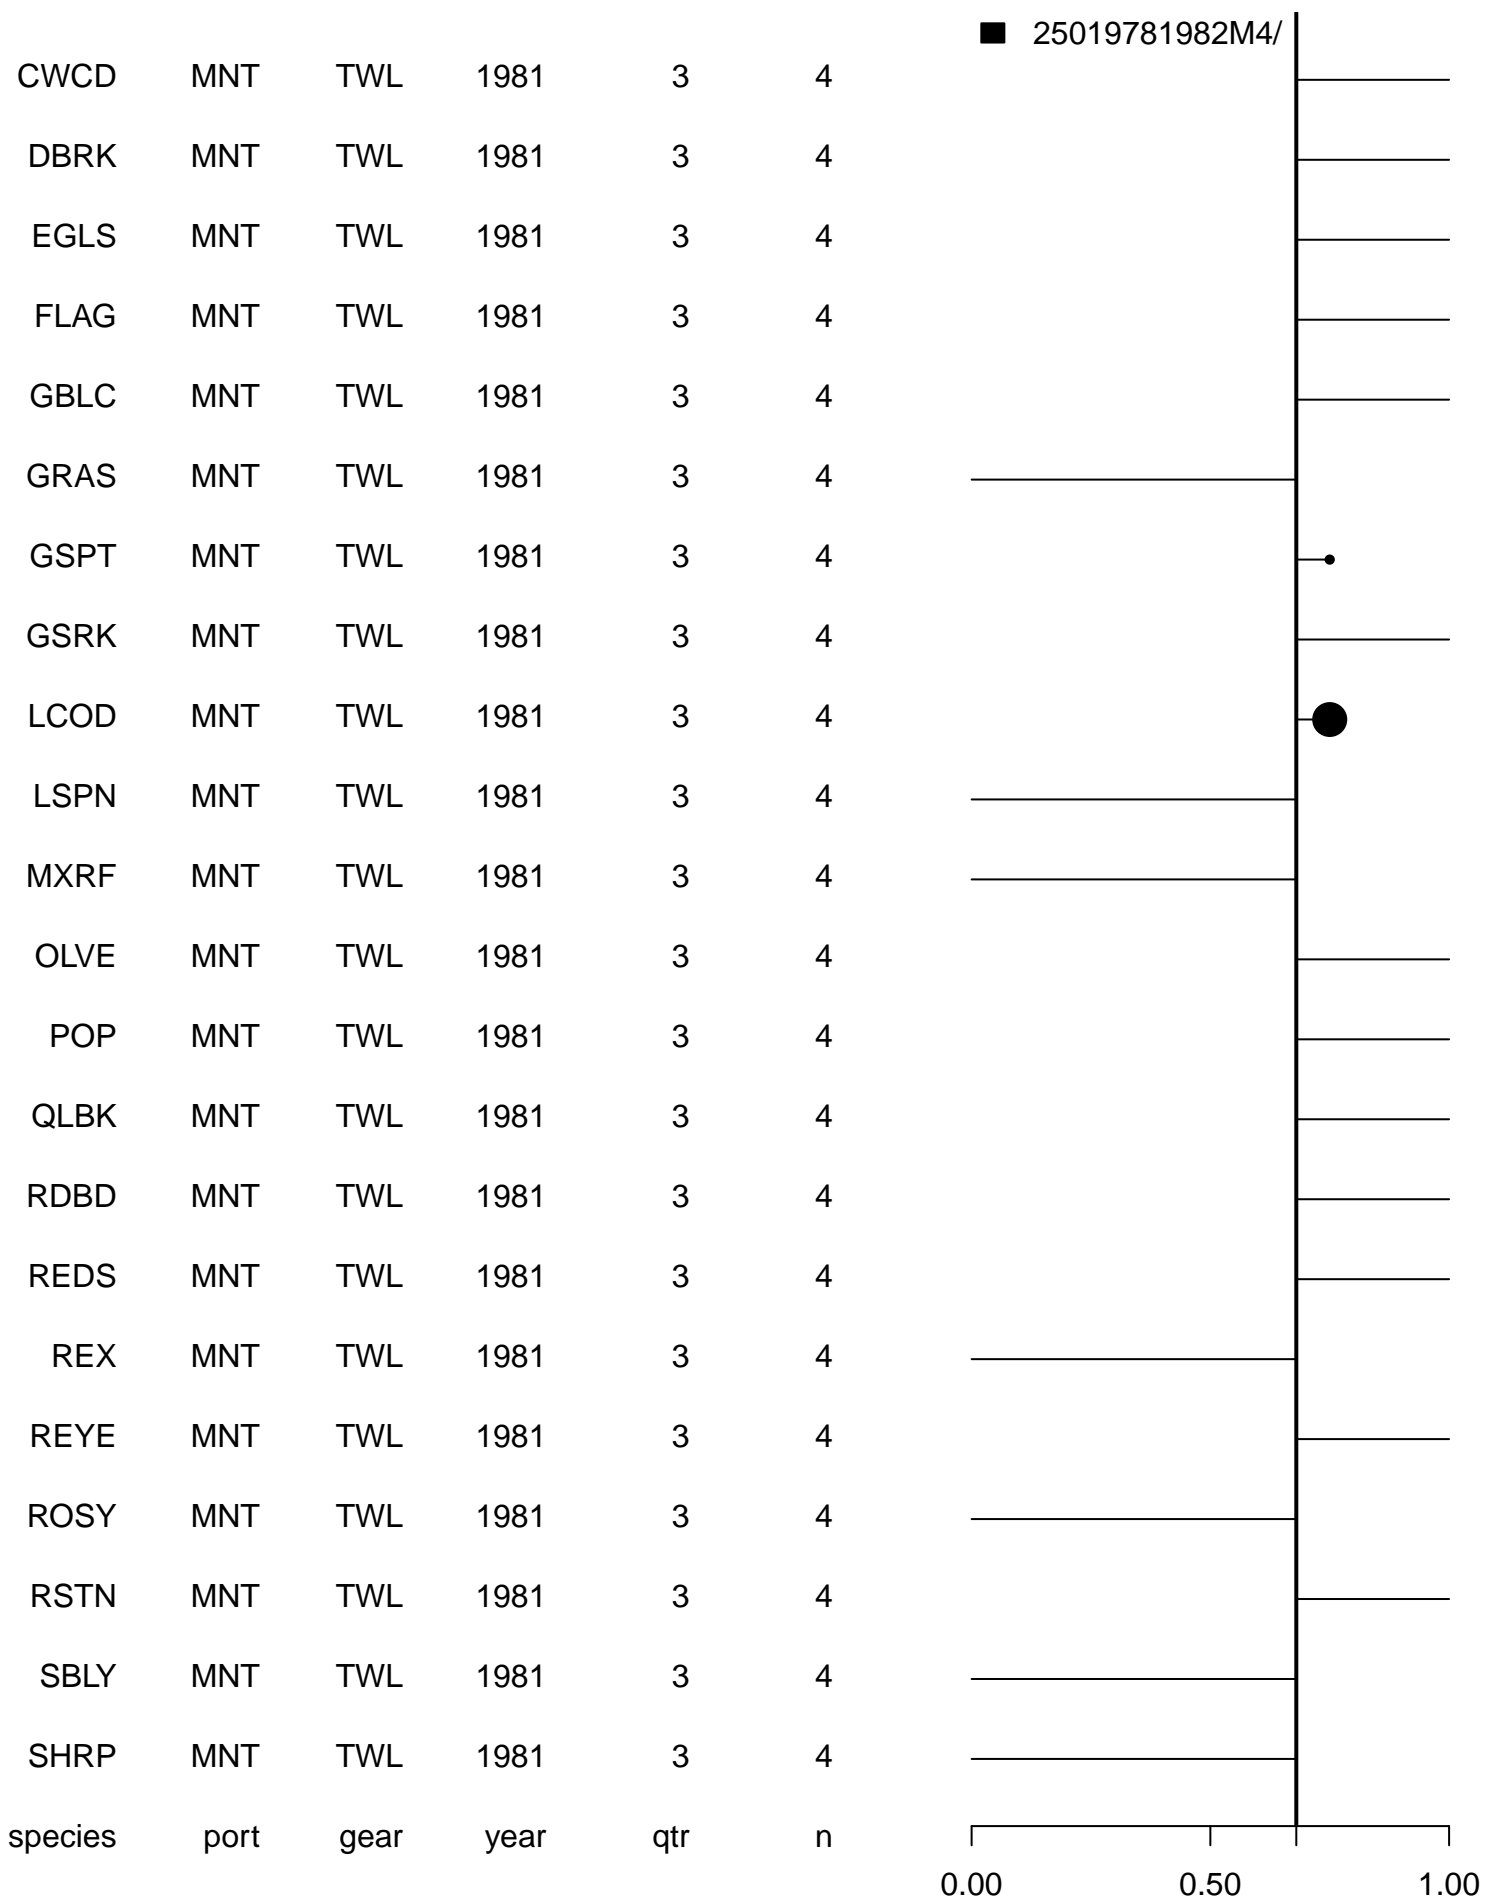 25019781982M4/
CWCD MNT TWL 1981 3 4
DBRK MNT TWL 1981 3 4
EGLS MNT TWL 1981 3 4
FLAG MNT TWL 1981 3 4
GBLC MNT TWL 1981 3 4
GRAS MNT TWL 1981 3 4
GSPT MNT TWL 1981 3 4
GSRK MNT TWL 1981 3 4
LCOD MNT TWL 1981 3 4
LSPN MNT TWL 1981 3 4
MXRF MNT TWL 1981 3 4
OLVE MNT TWL 1981 3 4
POP MNT TWL 1981 3 4
QLBK MNT TWL 1981 3 4
RDBD MNT TWL 1981 3 4
REDS MNT TWL 1981 3 4
REX MNT TWL 1981 3 4
REYE MNT TWL 1981 3 4
ROSY MNT TWL 1981 3 4
RSTN MNT TWL 1981 3 4
SBLY MNT TWL 1981 3 4
SHRP MNT TWL 1981 3 4
species port gear year qtr n
0.00 0.50 1.00